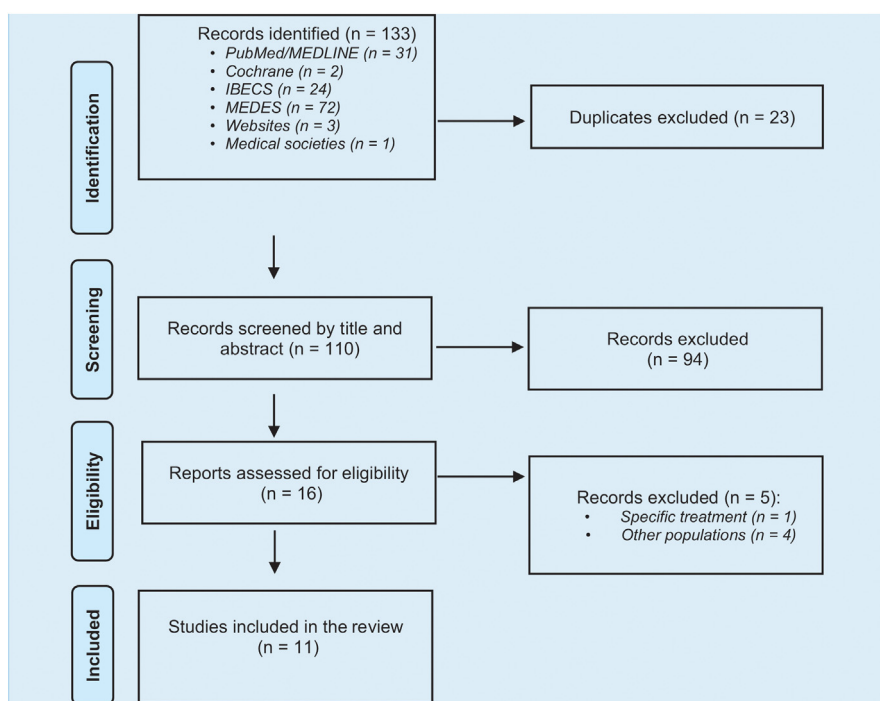 Identification
Records identified (n = 133)
• PubMed/MEDLINE (n = 31)
• Cochrane (n = 2)
• IBECS (n = 24)
• MEDES (n = 72)
• Websites (n = 3)
• Medical societies (n = 1)
Duplicates excluded (n = 23)
Screening
Records screened by title and
abstract (n = 110)
Records excluded
(n = 94)
Eligibility
Reports assessed for eligibility
(n = 16)
Records excluded (n = 5):
• Specific treatment (n = 1)
• Other populations (n = 4)
Included
Studies included in the review
(n = 11)